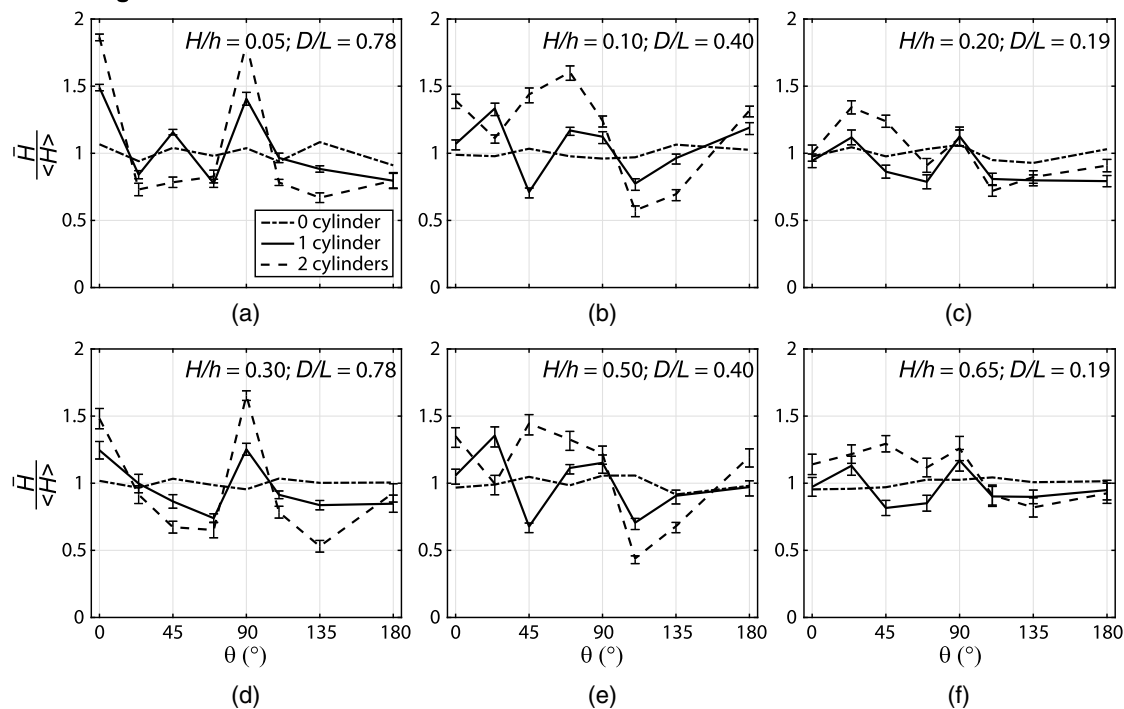 2
1.5
1
0.5
0
H̄
<H>
H/h = 0.05; D/L = 0.78
0 cylinder
1 cylinder
2 cylinders
(a)
2
1.5
1
0.5
0
H/h = 0.10; D/L = 0.40
(b)
2
1.5
1
0.5
0
H/h = 0.20; D/L = 0.19
(c)
2
1.5
1
0.5
0
H̄
<H>
H/h = 0.30; D/L = 0.78
0 45 90 135 180
θ (°)
(d)
2
1.5
1
0.5
0
H/h = 0.50; D/L = 0.40
0 45 90 135 180
θ (°)
(e)
2
1.5
1
0.5
0
H/h = 0.65; D/L = 0.19
0 45 90 135 180
θ (°)
(f)